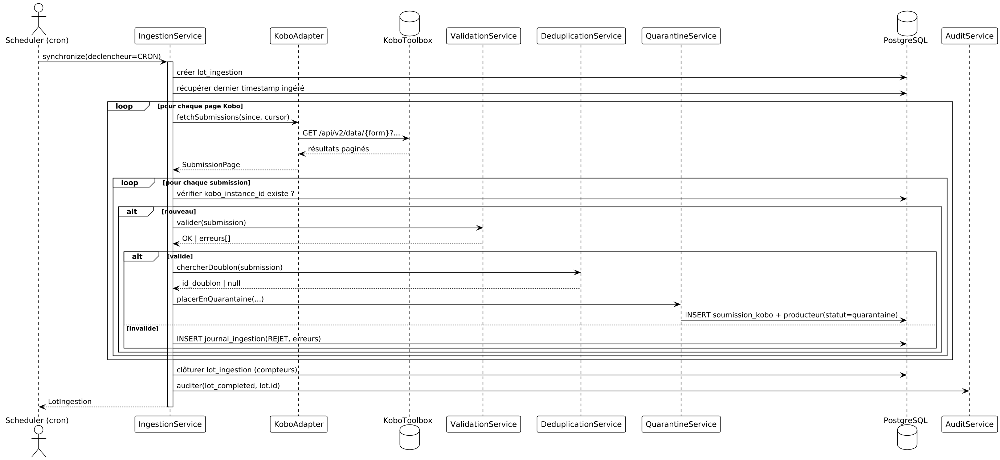 Scheduler (cron)
IngestionService
KoboAdapter
KoboToolbox
ValidationService
DeduplicationService
QuarantineService
PostgreSQL
AuditService
synchronize(declencheur=CRON)
créer lot_ingestion
récupérer dernier timestamp ingéré
loop [pour chaque page Kobo]
fetchSubmissions(since, cursor)
GET /api/v2/data/{form}?...
résultats paginés
SubmissionPage
loop [pour chaque submission]
vérifier kobo_instance_id existe ?
alt [nouveau]
valider(submission)
OK | erreurs[]
alt [valide]
chercherDoublon(submission)
id_doublon | null
placerEnQuarantaine(...)
INSERT soumission_kobo + producteur(statut=quarantaine)
[invalide]
INSERT journal_ingestion(REJET, erreurs)
clôturer lot_ingestion (compteurs)
auditer(lot_completed, lot.id)
LotIngestion
Scheduler (cron)
IngestionService
KoboAdapter
KoboToolbox
ValidationService
DeduplicationService
QuarantineService
PostgreSQL
AuditService